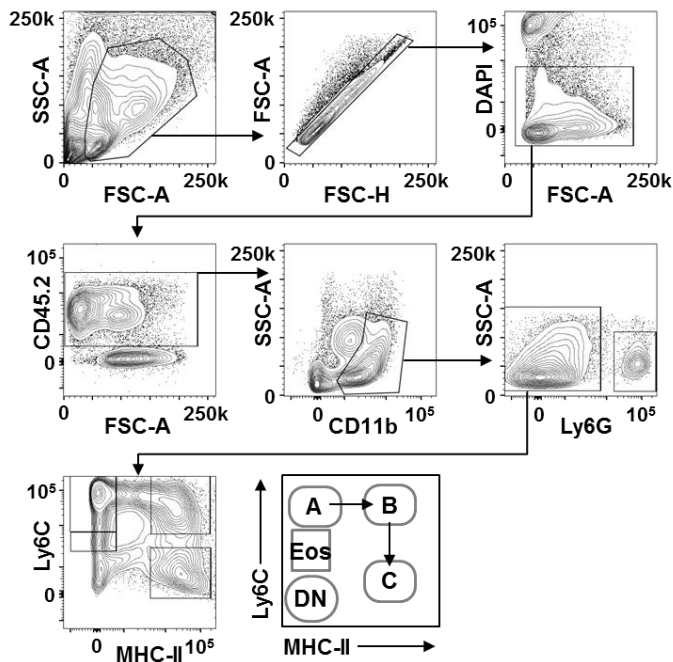 250k
SSC-A
0
0
250k
FSC-A
250k
FSC-A
0
0
250k
FSC-H
10⁵
DAPI
0
0
250k
FSC-A
10⁵
CD45.2
0
0
250k
FSC-A
250k
SSC-A
0
0
10⁵
CD11b
250k
SSC-A
0
0
10⁵
Ly6G
10⁵
Ly6C
0
0
10⁵
MHC-II
Ly6C
A
B
Eos
C
DN
MHC-II